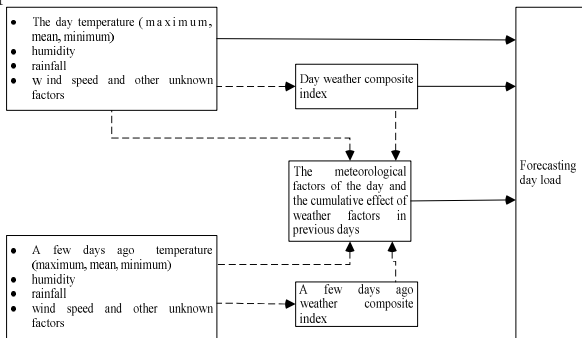 The day temperature (maximum,
mean, minimum)
humidity
rainfall
wind speed and other unknown
factors
Day weather composite
index
The meteorological
factors of the day and
the cumulative effect of
weather factors in
previous days
Forecasting
day load
A few days ago temperature
(maximum, mean, minimum)
humidity
rainfall
wind speed and other unknown
factors
A few days ago
weather composite
index